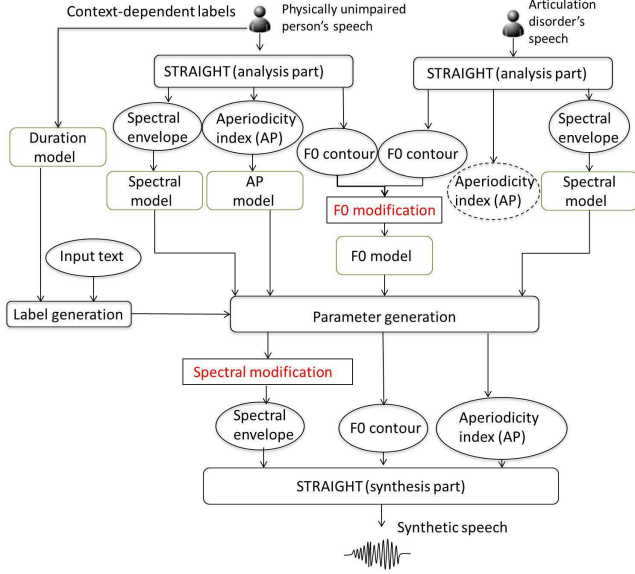 Context-dependent labels
Physically unimpaired
person's speech
Articulation
disorder's
speech
STRAIGHT (analysis part)
STRAIGHT (analysis part)
Duration
model
Spectral
envelope
Aperiodicity
index (AP)
F0 contour
F0 contour
Aperiodicity
index (AP)
Spectral
envelope
Spectral
model
AP
model
F0 modification
Spectral
model
F0 model
Input text
Label generation
Parameter generation
Spectral modification
Spectral
envelope
F0 contour
Aperiodicity
index (AP)
STRAIGHT (synthesis part)
Synthetic speech